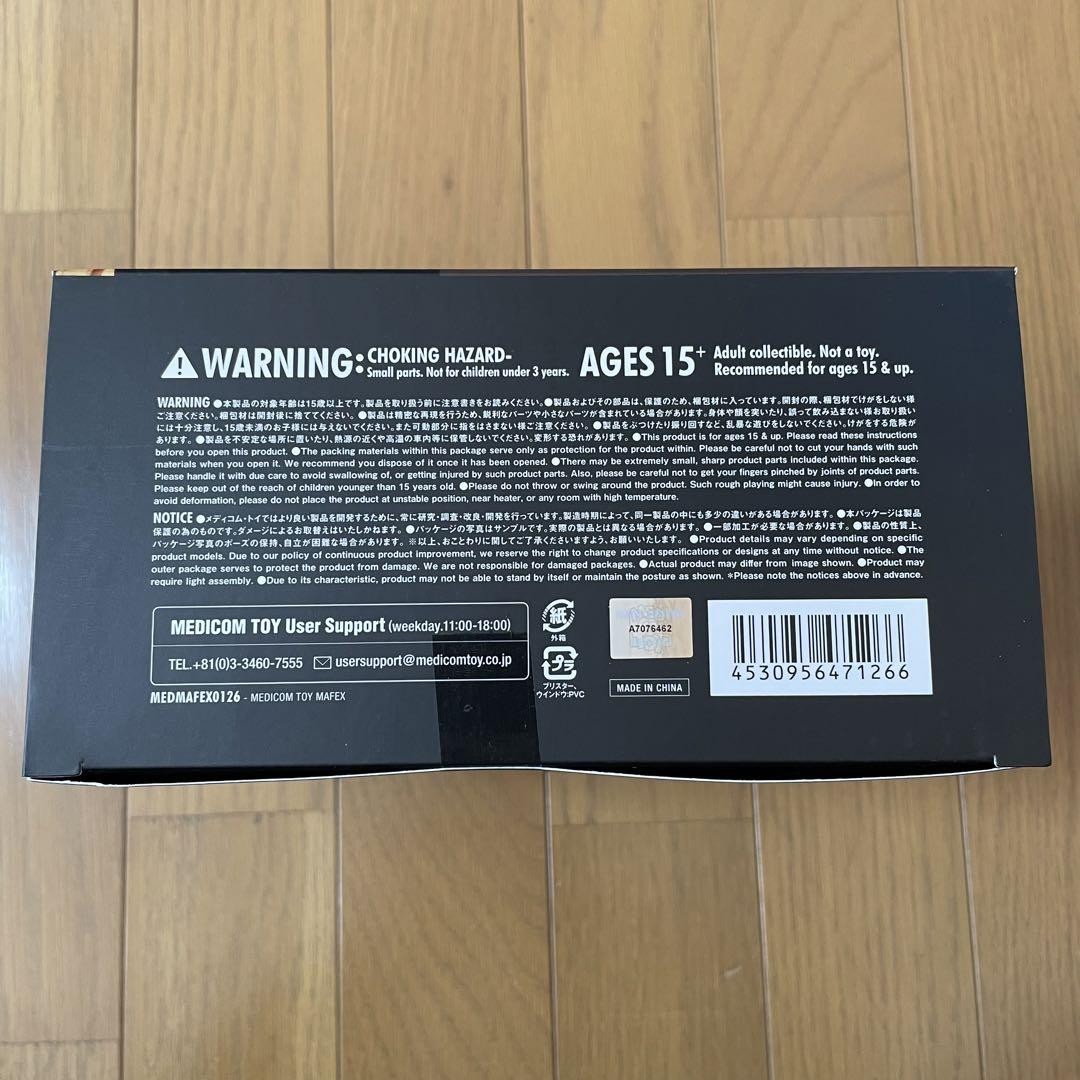 WARNING: CHOKING HAZARD-
Small parts. Not for children under 3 years.
AGES 15+ Adult collectible. Not a toy.
Recommended for ages 15 & up.
WARNING ●本製品の対象年齢は15歳以上です。製品を取り扱う前に注意書きをお読みください。●製品およびその部品は、保護のため、梱包材に入っています。開封の際、梱包材でけがをしない様
ご注意ください。梱包材は開封後に捨ててください。●製品は精密な再現を行うため、鋭利なパーツや小さなパーツが含まれている場合があります。身体や顔を突いたり、誤って飲み込まない様お取り扱い
には十分注意し、15歳未満のお子様には与えないでください。また可動部分に指をはさまない様ご注意ください。●製品をぶつけたり振り回すなど、乱暴な遊びをしないでください。けがをする危険が
あります。●製品を不安定な場所に置いたり、熱源の近くや高温の車内等に保管しないでください。変形する恐れがあります。●This product is for ages 15 & up. Please read these instructions
before you open this product. ●The packing materials within this package serve only as protection for the product within. Please be careful not to cut your hands with such
materials when you open it. We recommend you dispose of it once it has been opened. ●There may be extremely small, sharp product parts included within this package.
Please handle it with due care to avoid swallowing of, or getting injured by such product parts. Also, please be careful not to get your fingers pinched by joints of product parts.
Please keep out of the reach of children younger than 15 years old. ●Please do not throw or swing around the product. Such rough playing might cause injury. ●In order to
avoid deformation, please do not place the product at unstable position, near heater, or any room with high temperature.
NOTICE ●メディコム・トイではより良い製品を開発するために、常に研究・調査・改良・開発を行っています。製造時期によって、同一製品の中にも多少の違いがある場合があります。●本パッケージは製品
保護の為のものです。ダメージによるお取替えはいたしかねます。●パッケージの写真はサンプルです。実際の製品とは異なる場合があります。●一部加工が必要な場合があります。●製品の性質上、
パッケージ写真のポーズの保持、自立が困難な場合があります。※以上、おことわりに関してご了承くださいますよう、お願いいたします。●Product details may vary depending on specific
product models. Due to our policy of continuous product improvement, we reserve the right to change product specifications or designs at any time without notice. ●The
outer package serves to protect the product from damage. We are not responsible for damaged packages. ●Actual product may differ from image shown. ●Product may
require light assembly. ●Due to its characteristic, product may not be able to stand by itself or maintain the posture as shown. *Please note the notices above in advance.
MEDICOM TOY User Support (weekday.11:00-18:00)
TEL.+81(0)3-3460-7555 usersupport@medicomtoy.co.jp
MEDMAFEX0126 - MEDICOM TOY MAFEX
紙
外箱
プラ
ブリスター、
ウインドウ:PVC
A7076462
MADE IN CHINA
4530956471266